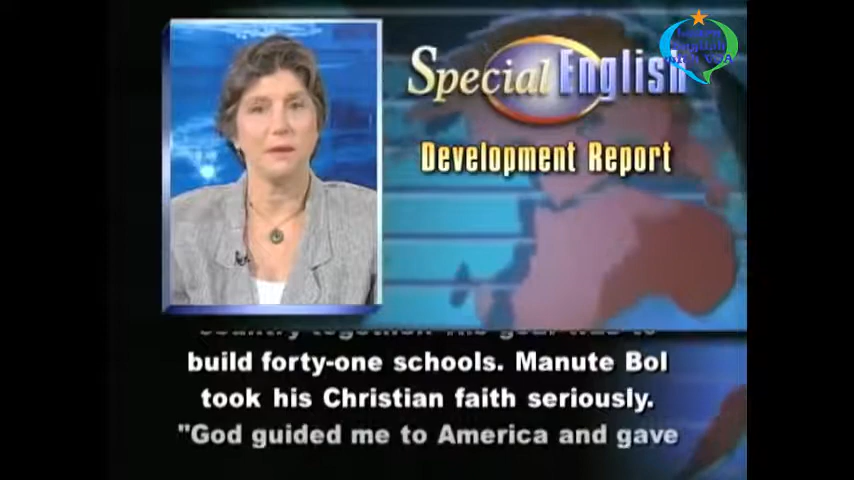 Special English
Development Report
build forty-one schools. Manute Bol
took his Christian faith seriously.
"God guided me to America and gave